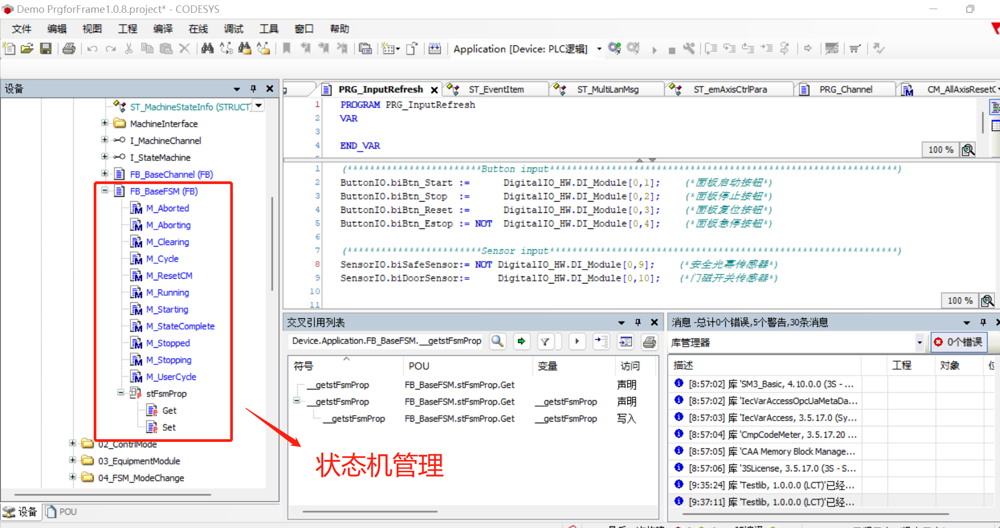 Demo PrgforFrame1.0.8.project* - CODESYS
文件 编辑 视图 工程 编译 在线 调试 工具 窗口 帮助
Application [Device: PLC逻辑]
设备
ST_MachineStateInfo (STRUCT)
MachineInterface
I_MachineChannel
I_StateMachine
FB_BaseChannel (FB)
FB_BaseFSM (FB)
M_Aborted
M_Aborting
M_Clearing
M_Cycle
M_ResetCM
M_Running
M_Starting
M_StateComplete
M_Stopped
M_Stopping
M_UserCycle
stFsmProp
Get
Set
02_ContrlMode
03_EquipmentModule
04_FSM_ModeChange
设备 POU
g PRG_InputRefresh ST_EventItem ST_MultiLanMsg ST_emAxisCtrlPara PRG_Channel CM_AllAxisResetC
1 PROGRAM PRG_InputRefresh
2 VAR
3
4 END_VAR
100 %
1 (************************Button input**************************************************************)
2 ButtonIO.biBtn_Start := DigitalIO_HW.DI_Module[0,1]; (*面板启动按钮*)
3 ButtonIO.biBtn_Stop := DigitalIO_HW.DI_Module[0,2]; (*面板停止按钮*)
4 ButtonIO.biBtn_Reset := DigitalIO_HW.DI_Module[0,3]; (*面板复位按钮*)
5 ButtonIO.biBtn_Estop := NOT DigitalIO_HW.DI_Module[0,4]; (*面板急停按钮*)
6
7 (************************Sensor input**************************************************************)
8 SensorIO.biSafeSensor:= NOT DigitalIO_HW.DI_Module[0,9]; (*安全光幕传感器*)
9 SensorIO.biDoorSensor:= DigitalIO_HW.DI_Module[0,10]; (*门磁开关传感器*)
10
11
100 %
交叉引用列表
Device.Application.FB_BaseFSM.__getstFsmProp
符号 POU 变量 访问
__getstFsmProp FB_BaseFSM.stFsmProp.Get 声明
__getstFsmProp FB_BaseFSM.stFsmProp.Get __getstFsmProp 声明
__getstFsmProp FB_BaseFSM.stFsmProp.Get __getstFsmProp 写入
状态机管理
消息 -总计0个错误,5个警告,30条消息
库管理器 0个错误
描述 工程 对象
[8:57:02] 库 'SM3_Basic, 4.10.0.0 (3S - ...
[8:57:02] 库 'IecVarAccessOpcUaMetaDa...
[8:57:03] 库 'IecVarAccess, 3.5.17.0 (Sy...
[8:57:04] 库 'CmpCodeMeter, 3.5.17.20 ...
[8:57:05] 库 'CAA Memory Block Manage...
[8:57:06] 库 '3SLicense, 3.5.17.0 (3S - S...
[9:35:24] 库 'Testlib, 1.0.0.0 (LCT)'已经...
[9:37:11] 库 'Testlib, 1.0.0.0 (LCT)'已经...